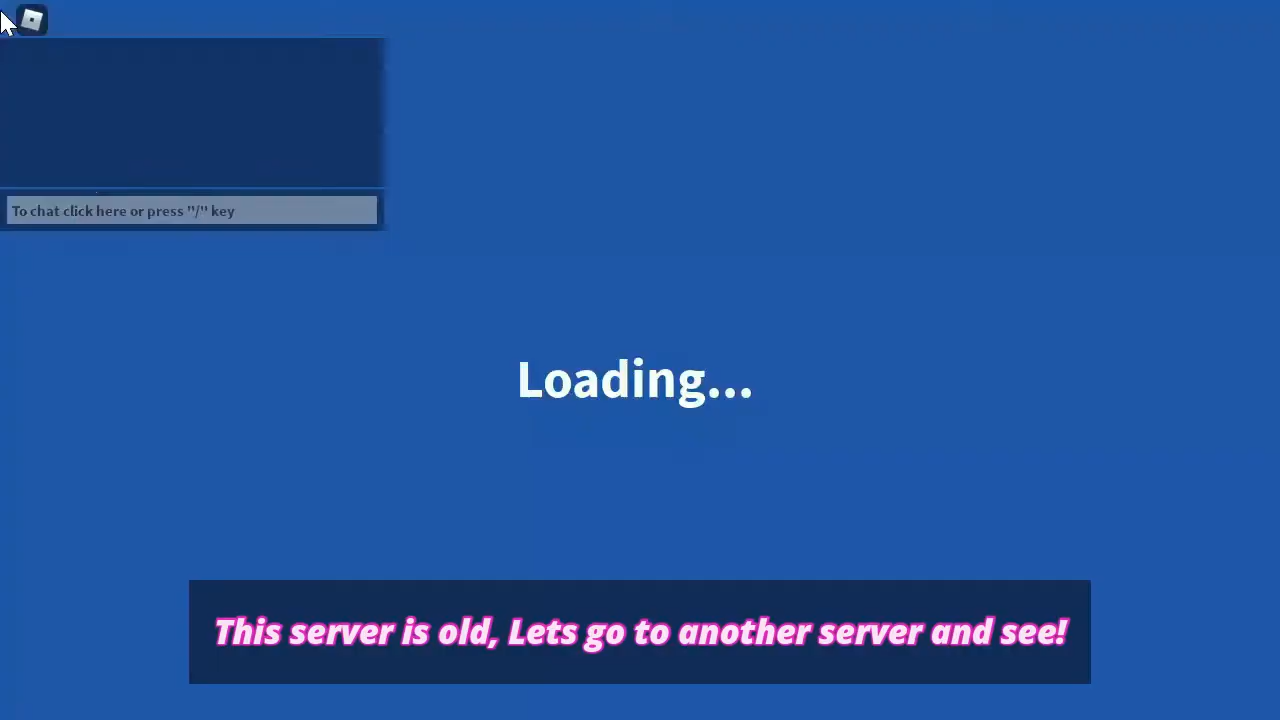 To chat click here or press "/" key
Loading...
This server is old, Lets go to another server and see!